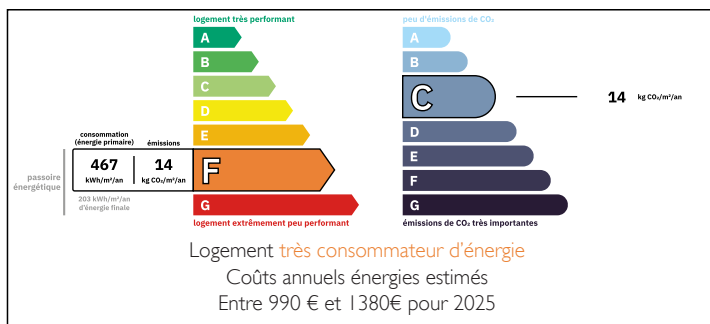 logement très performant
A
B
C
D
E
consommation
(énergie primaire)
émissions
467
kWh/m²/an
14
kg CO₂/m²/an
F
passoire
énergétique
203 kWh/m²/an
d'énergie finale
G
logement extrêmement peu performant
peu d'émissions de CO₂
A
B
C
14 kg CO₂/m²/an
D
E
F
G
émissions de CO₂ très importantes
Logement très consommateur d'énergie
Coûts annuels énergies estimés
Entre 990 € et 1380€ pour 2025